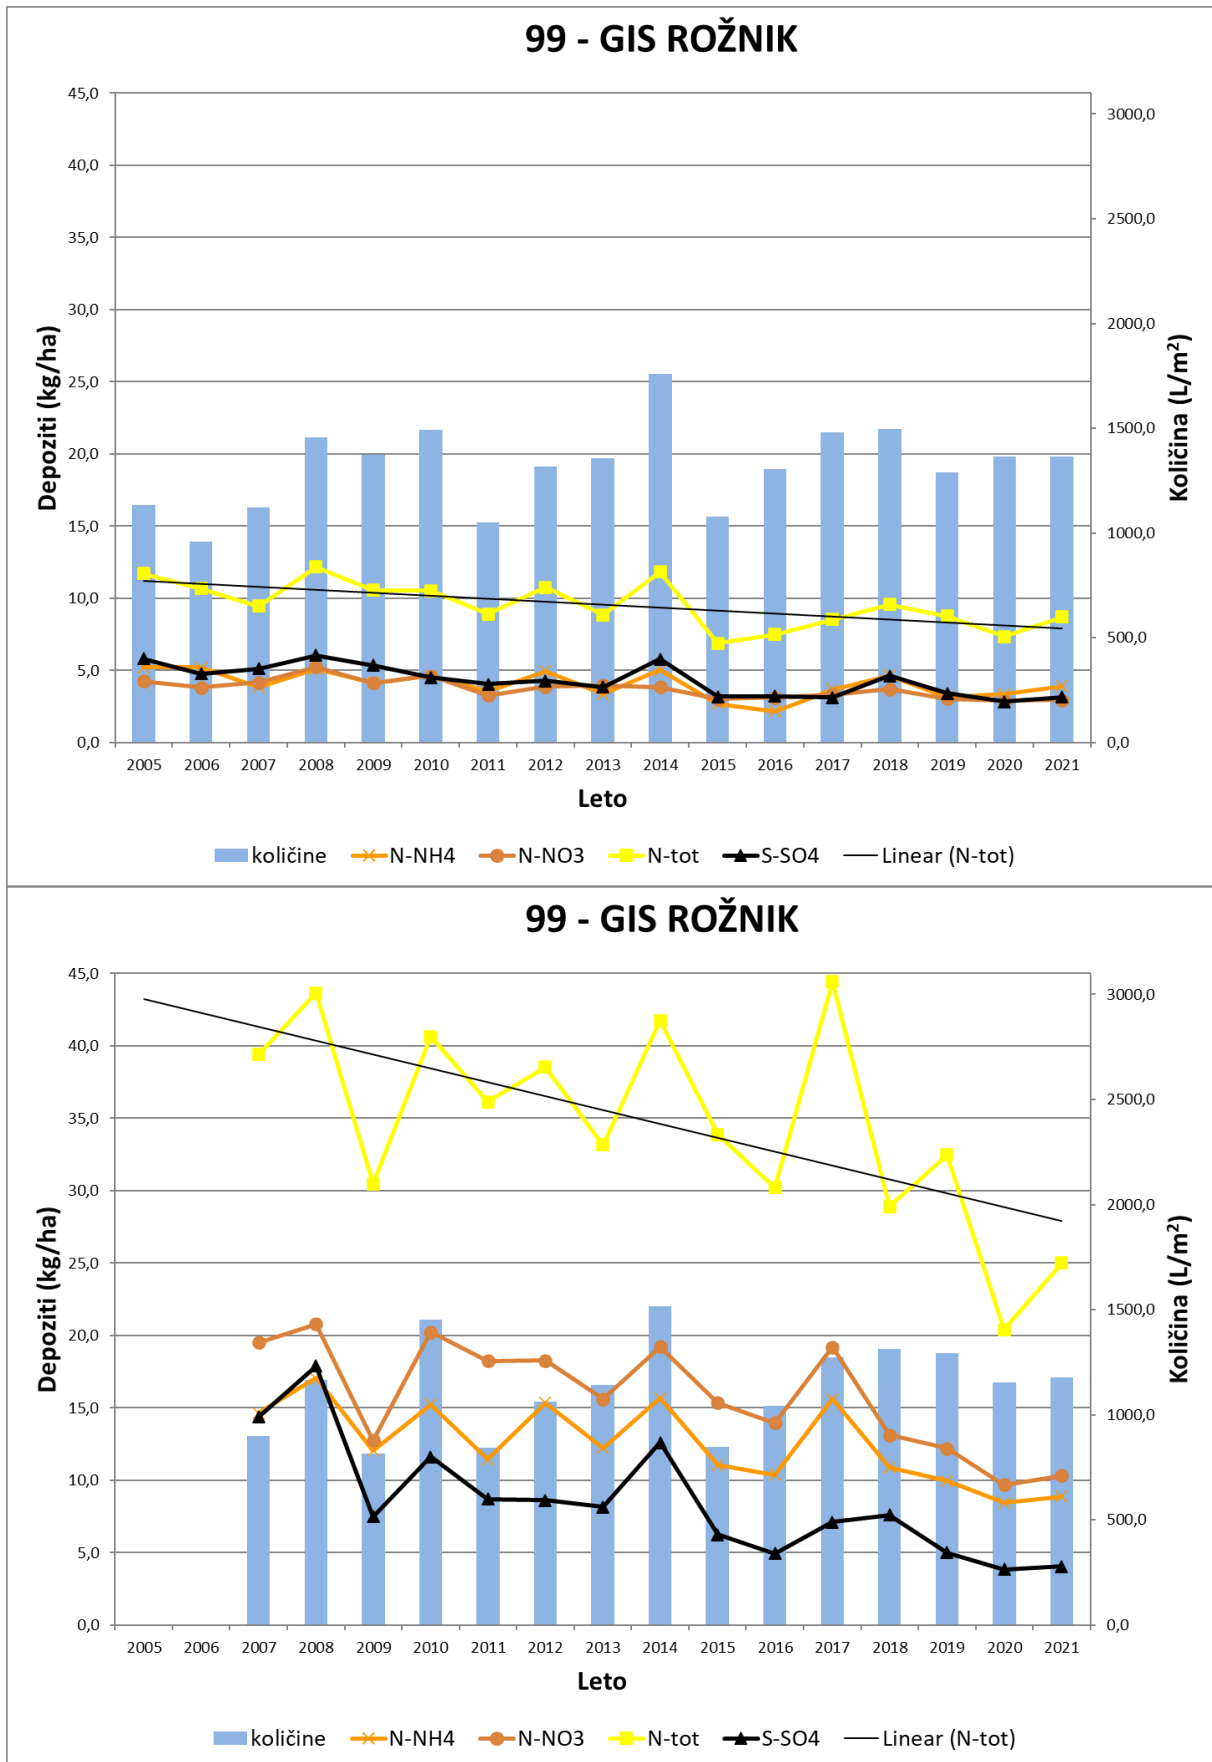 99 - GIS ROŽNIK
45,0
40,0
35,0
30,0
25,0
20,0
15,0
10,0
5,0
0,0
Depoziti (kg/ha)
3000,0
2500,0
2000,0
1500,0
1000,0
500,0
0,0
Količina (L/m²)
2005 2006 2007 2008 2009 2010 2011 2012 2013 2014 2015 2016 2017 2018 2019 2020 2021
Leto
količine N-NH4 N-NO3 N-tot S-SO4 Linear (N-tot)
99 - GIS ROŽNIK
45,0
40,0
35,0
30,0
25,0
20,0
15,0
10,0
5,0
0,0
Depoziti (kg/ha)
3000,0
2500,0
2000,0
1500,0
1000,0
500,0
0,0
Količina (L/m²)
2005 2006 2007 2008 2009 2010 2011 2012 2013 2014 2015 2016 2017 2018 2019 2020 2021
Leto
količine N-NH4 N-NO3 N-tot S-SO4 Linear (N-tot)